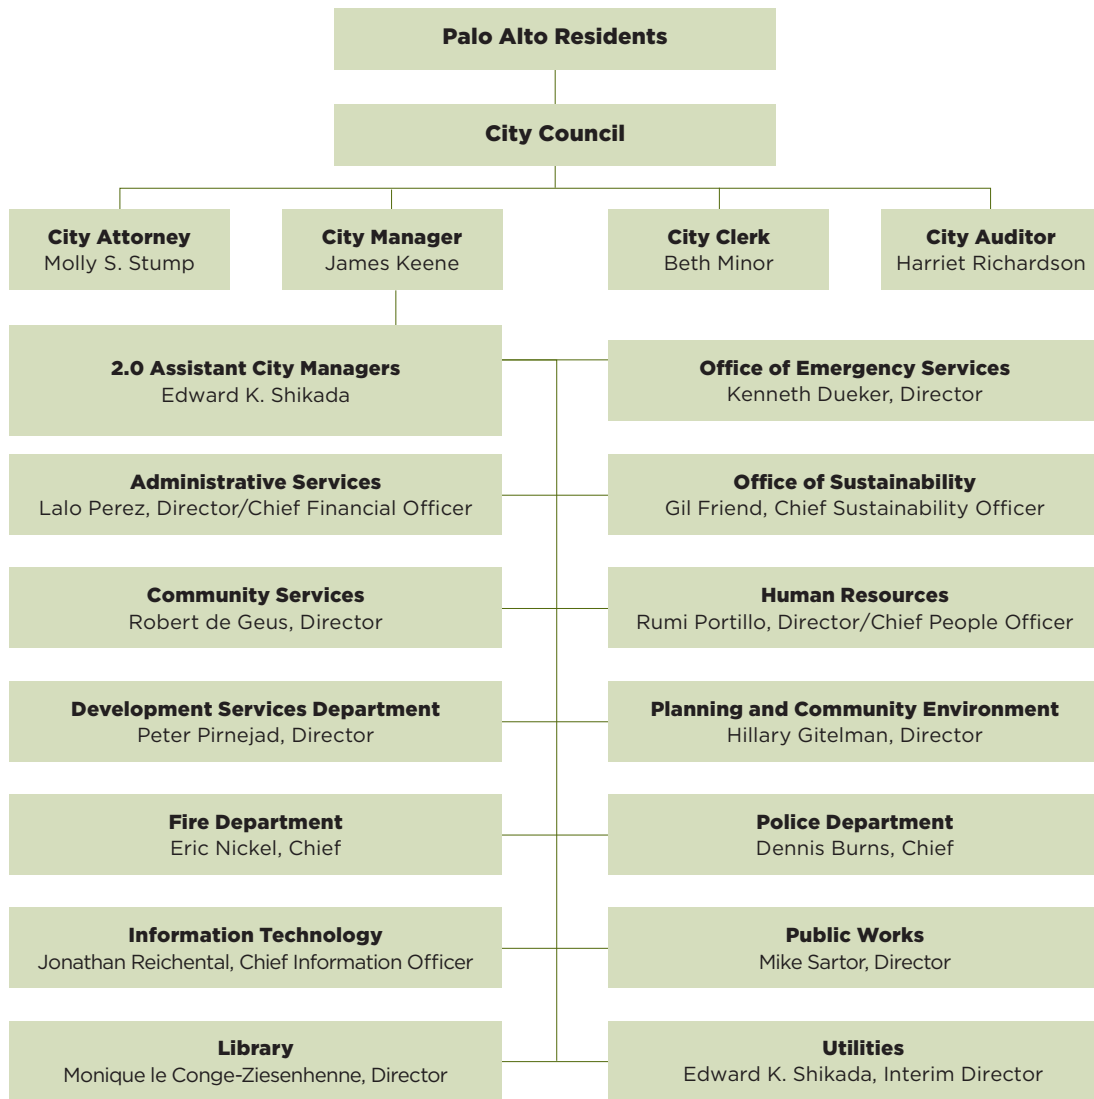 Palo Alto Residents
City Council
City Attorney
Molly S. Stump
City Manager
James Keene
City Clerk
Beth Minor
City Auditor
Harriet Richardson
2.0 Assistant City Managers
Edward K. Shikada
Office of Emergency Services
Kenneth Dueker, Director
Administrative Services
Lalo Perez, Director/Chief Financial Officer
Office of Sustainability
Gil Friend, Chief Sustainability Officer
Community Services
Robert de Geus, Director
Human Resources
Rumi Portillo, Director/Chief People Officer
Development Services Department
Peter Pirnejad, Director
Planning and Community Environment
Hillary Gitelman, Director
Fire Department
Eric Nickel, Chief
Police Department
Dennis Burns, Chief
Information Technology
Jonathan Reichental, Chief Information Officer
Public Works
Mike Sartor, Director
Library
Monique le Conge-Ziesenhenne, Director
Utilities
Edward K. Shikada, Interim Director